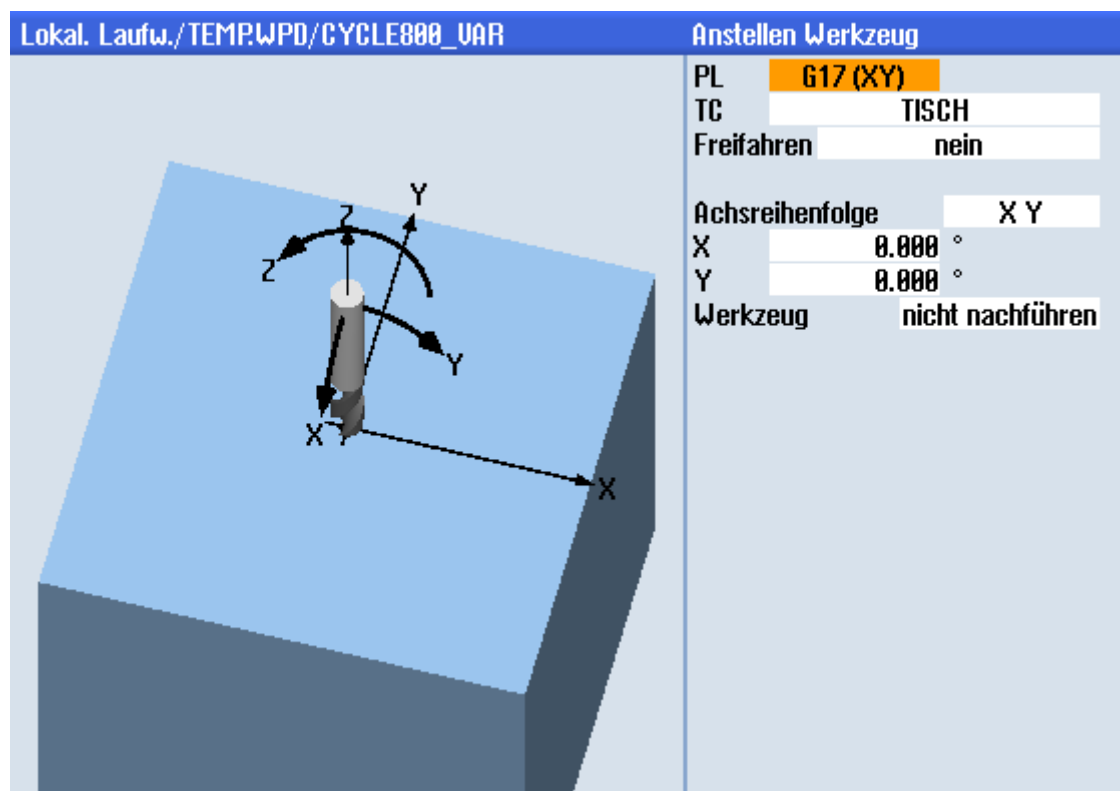 Lokal. Laufw./TEMP.WPD/CYCLE800_VAR
Anstellen Werkzeug
PL G17 (XY)
TC TISCH
Freifahren nein
Achsreihenfolge X Y
X 0.000 °
Y 0.000 °
Werkzeug nicht nachführen
Y
Z
Z
Y
X
X